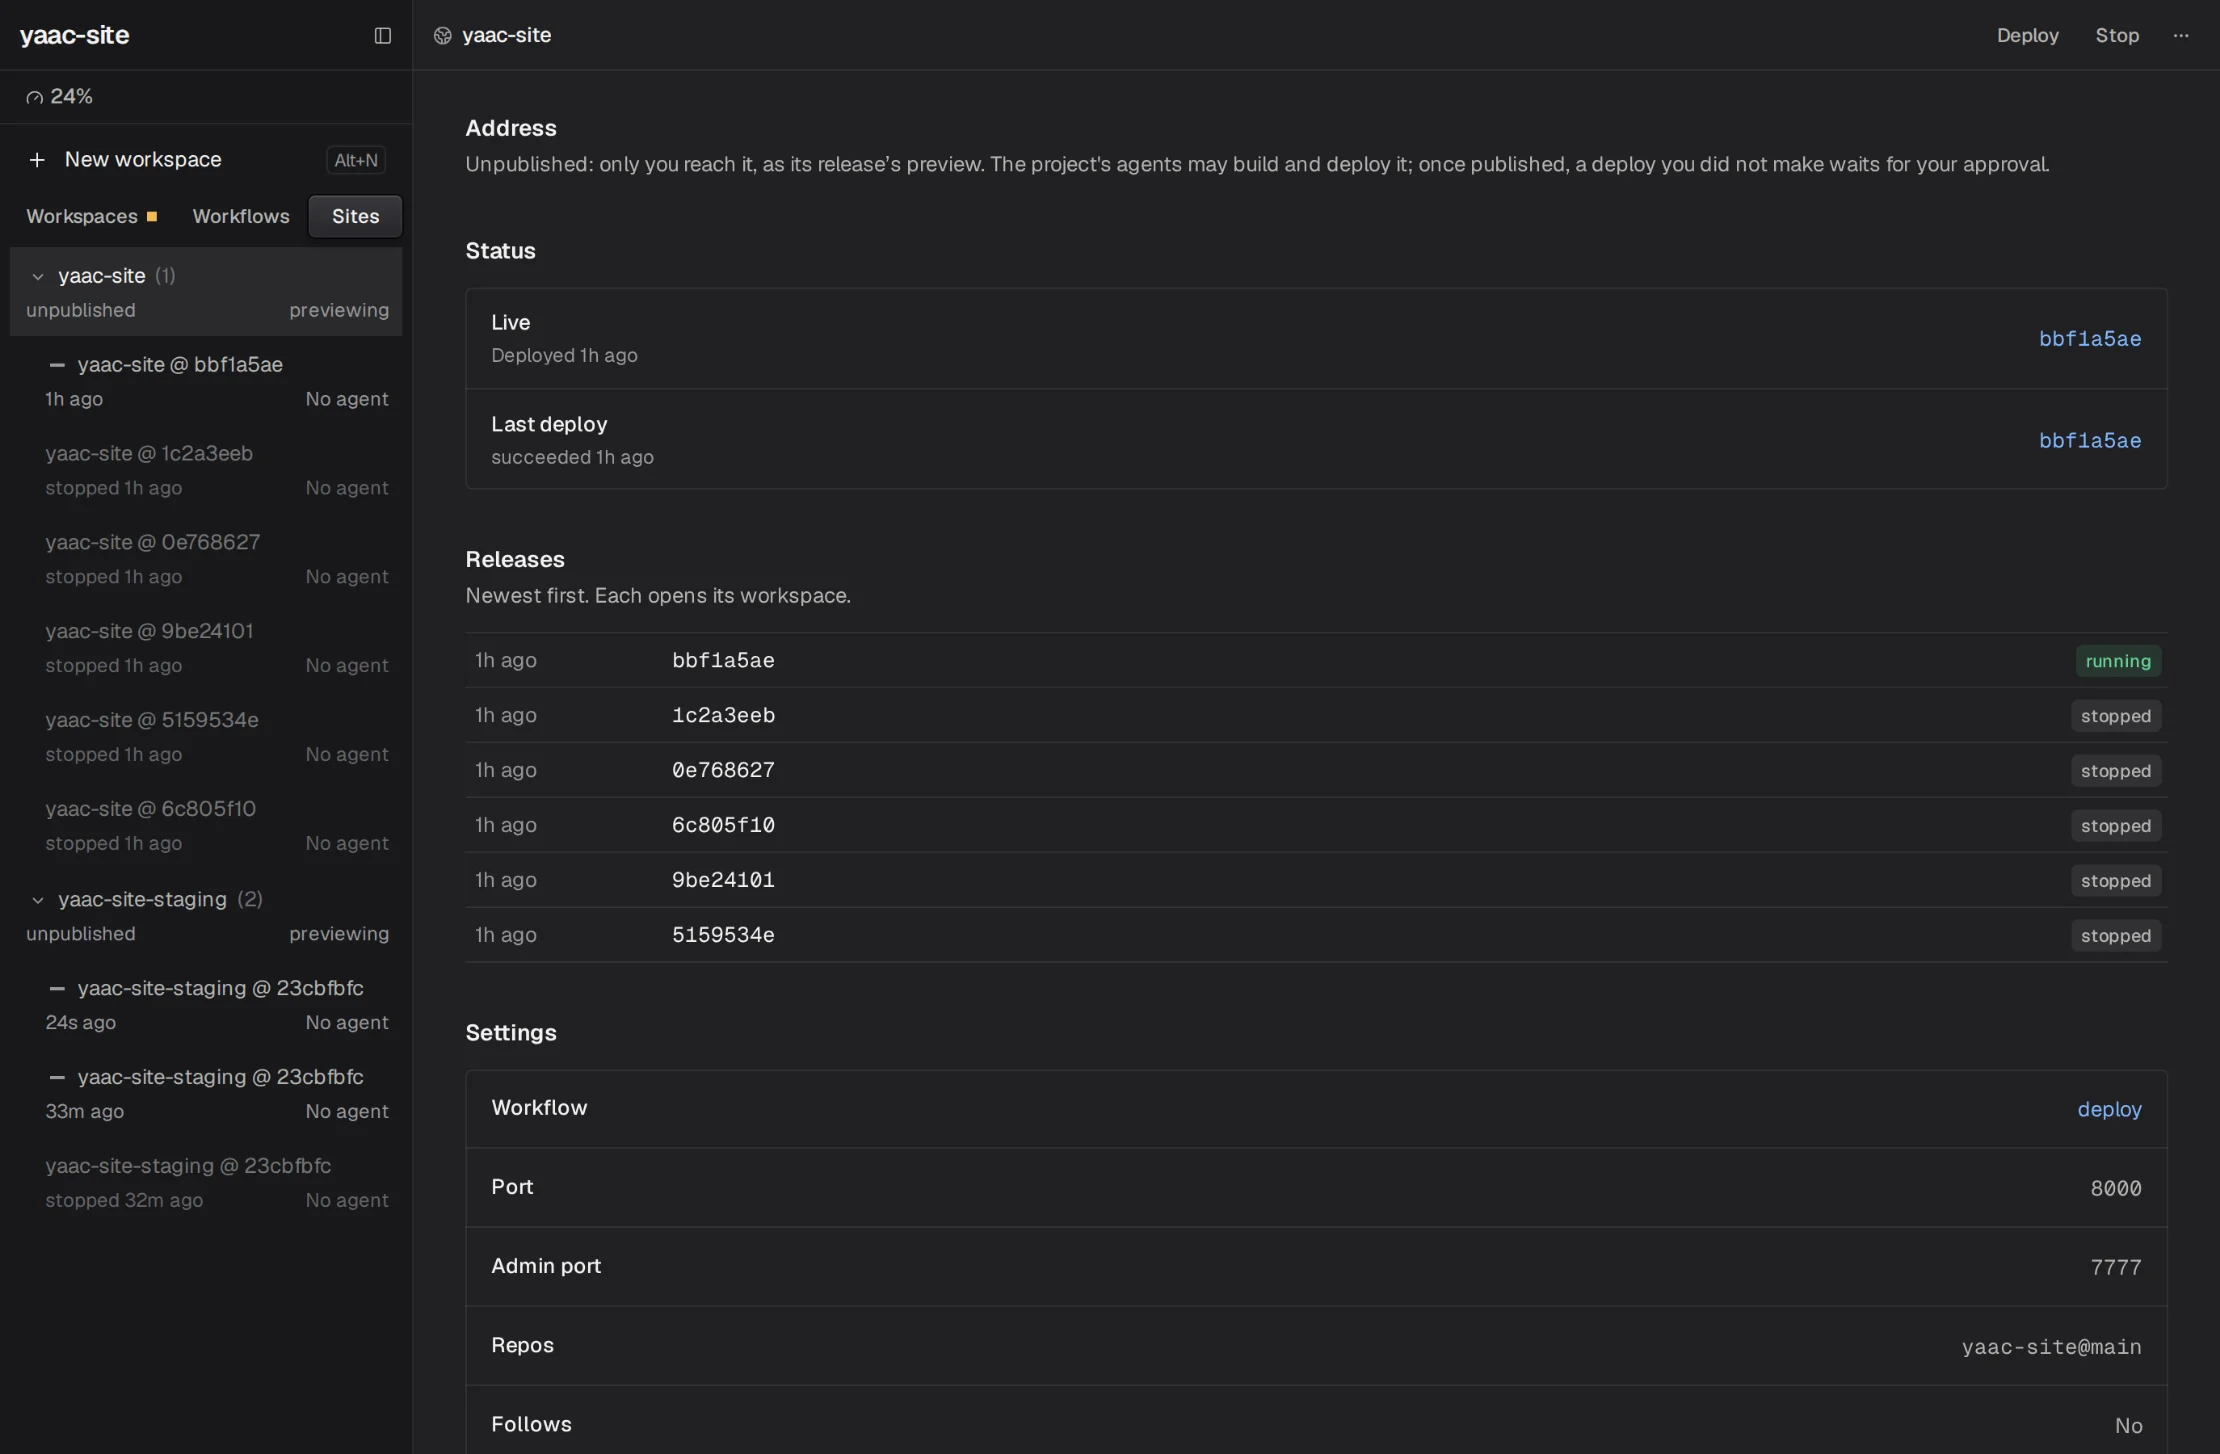 yaac-site
24%
New workspace
Alt+N
Workspaces
Workflows
Sites
yaac-site (1)
unpublished
previewing
yaac-site @ bbf1a5ae
1h ago
No agent
yaac-site @ 1c2a3eeb
stopped 1h ago
No agent
yaac-site @ 0e768627
stopped 1h ago
No agent
yaac-site @ 9be24101
stopped 1h ago
No agent
yaac-site @ 5159534e
stopped 1h ago
No agent
yaac-site @ 6c805f10
stopped 1h ago
No agent
yaac-site-staging (2)
unpublished
previewing
yaac-site-staging @ 23cbfbfc
24s ago
No agent
yaac-site-staging @ 23cbfbfc
33m ago
No agent
yaac-site-staging @ 23cbfbfc
stopped 32m ago
No agent
yaac-site
Deploy
Stop
Address
Unpublished: only you reach it, as its release’s preview. The project's agents may build and deploy it; once published, a deploy you did not make waits for your approval.
Status
Live
Deployed 1h ago
bbf1a5ae
Last deploy
succeeded 1h ago
bbf1a5ae
Releases
Newest first. Each opens its workspace.
1h ago
bbf1a5ae
running
1h ago
1c2a3eeb
stopped
1h ago
0e768627
stopped
1h ago
6c805f10
stopped
1h ago
9be24101
stopped
1h ago
5159534e
stopped
Settings
Workflow
deploy
Port
8000
Admin port
7777
Repos
yaac-site@main
Follows
No